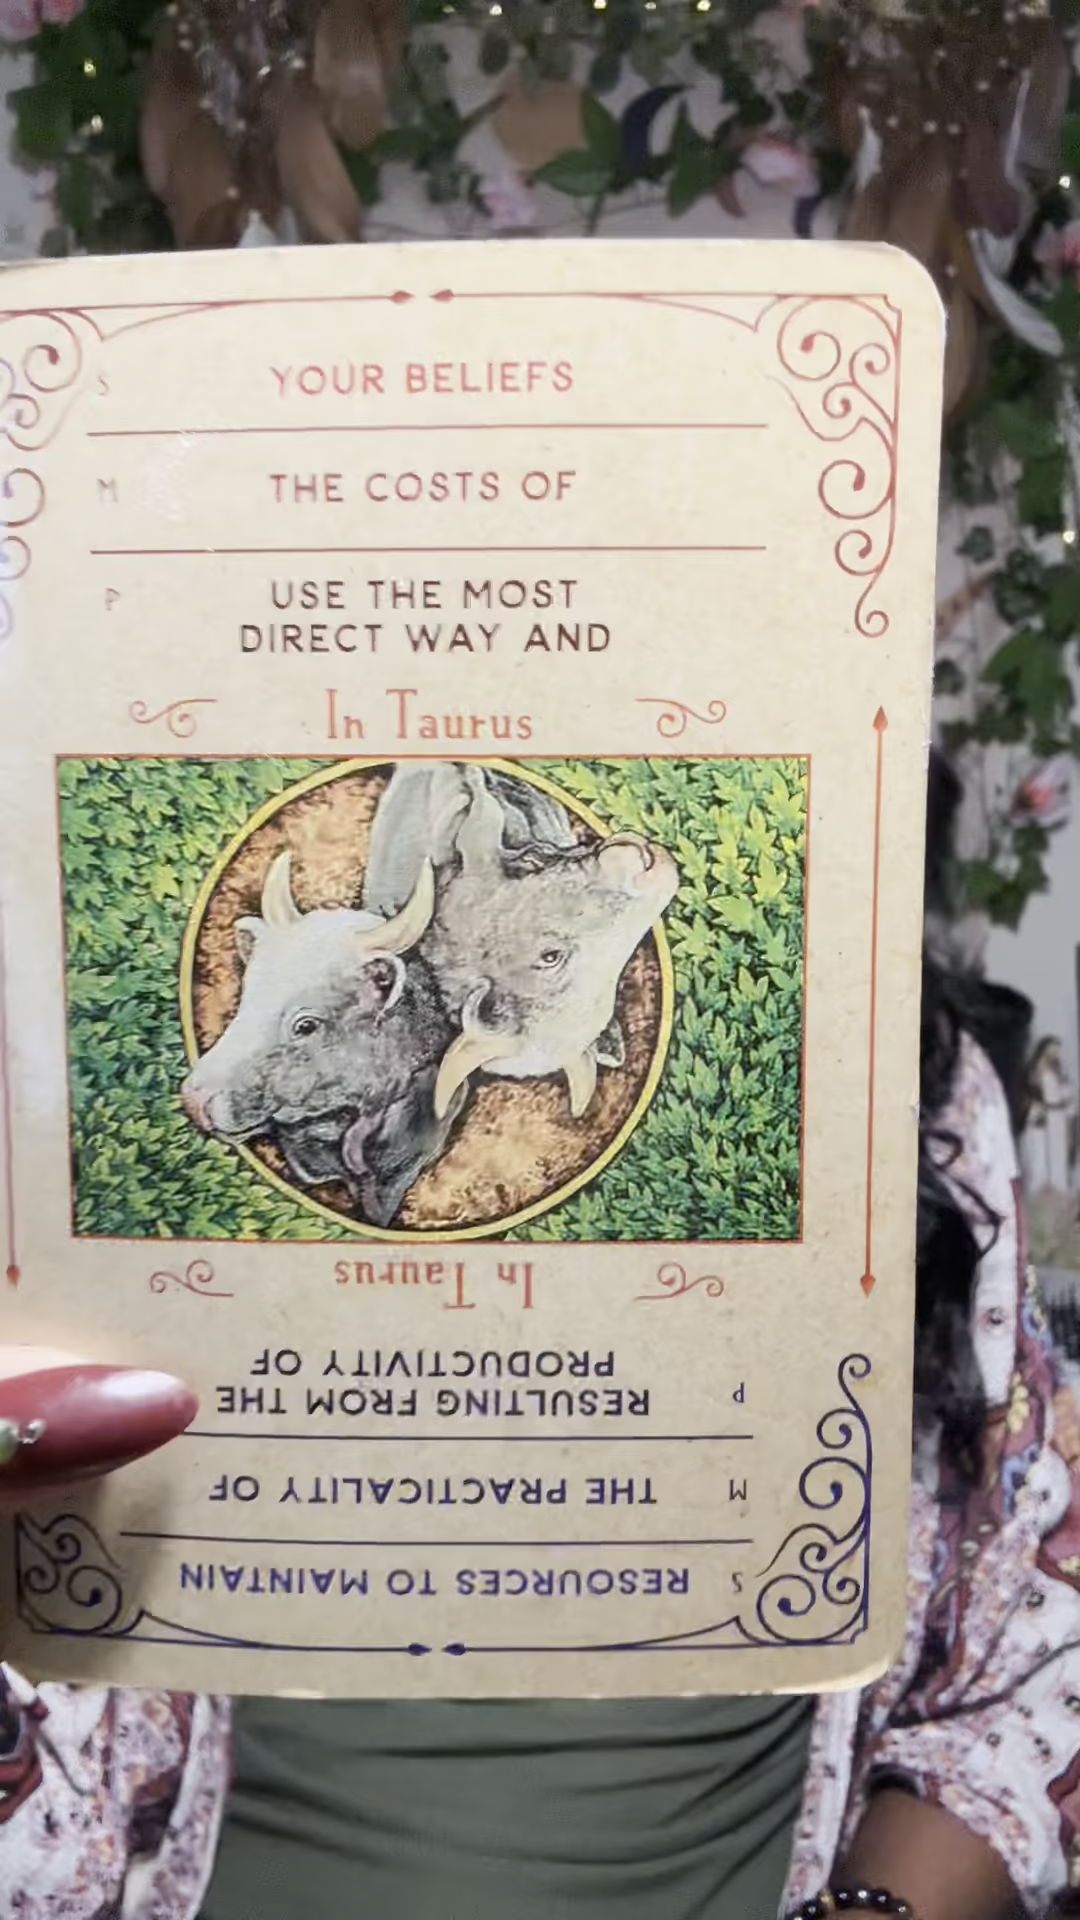 S YOUR BELIEFS
M THE COSTS OF
P USE THE MOST
DIRECT WAY AND
In Taurus
In Taurus
P RESULTING FROM THE
PRODUCTIVITY OF
M THE PRACTICALITY OF
S RESOURCES TO MAINTAIN